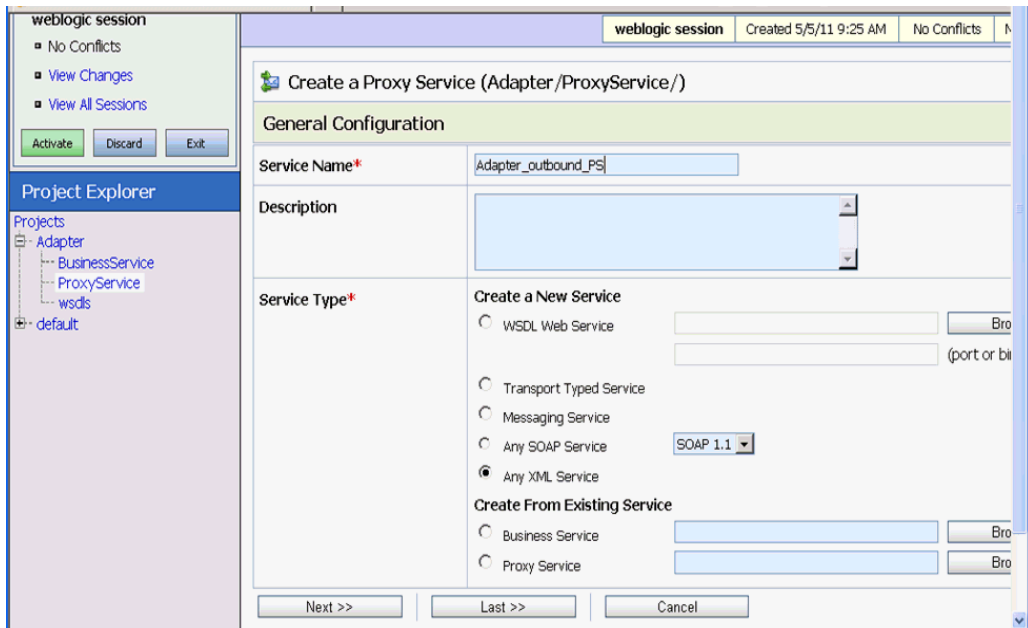 weblogic session
No Conflicts
View Changes
View All Sessions
Activate Discard Exit
Project Explorer
Projects
Adapter
BusinessService
ProxyService
wsdls
default
weblogic session Created 5/5/11 9:25 AM No Conflicts
Create a Proxy Service (Adapter/ProxyService/)
General Configuration
Service Name* Adapter_outbound_PS
Description
Service Type* Create a New Service
WSDL Web Service Bro
(port or bi
Transport Typed Service
Messaging Service
Any SOAP Service SOAP 1.1
Any XML Service
Create From Existing Service
Business Service Bro
Proxy Service Bro
Next >> Last >> Cancel